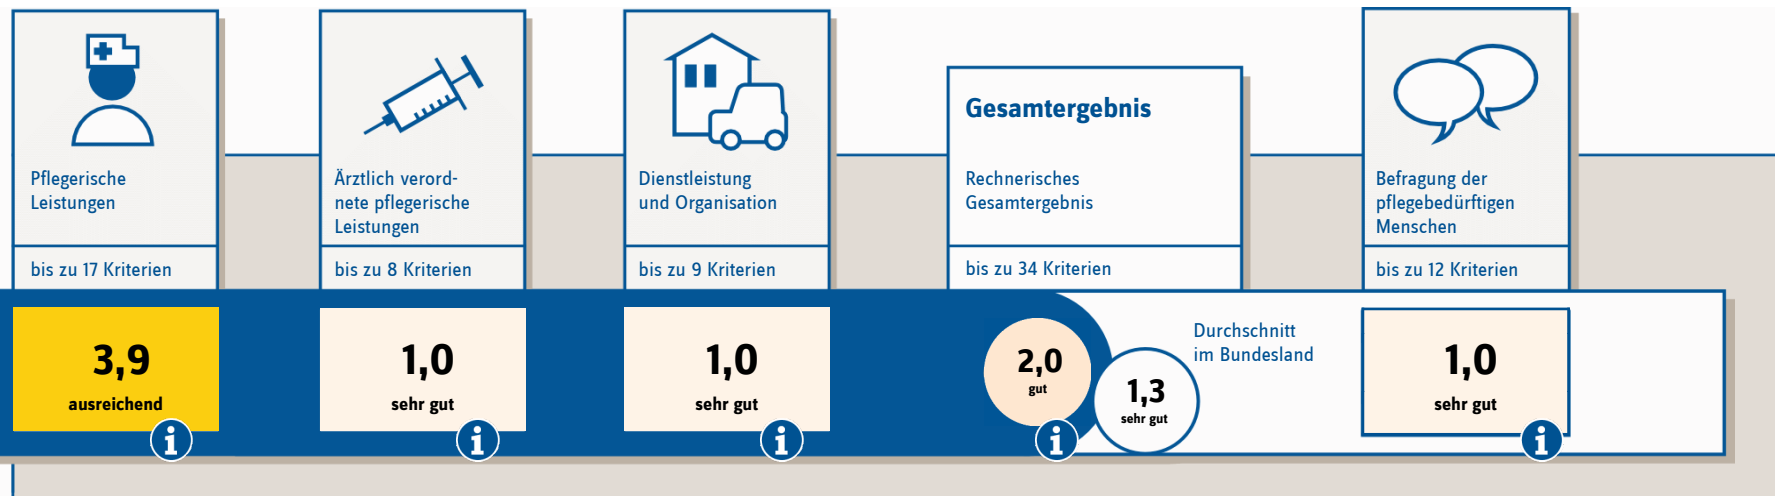 Pflegerische
Leistungen
bis zu 17 Kriterien
3,9
ausreichend
i
Ärztlich verord-
nete pflegerische
Leistungen
bis zu 8 Kriterien
1,0
sehr gut
i
Dienstleistung
und Organisation
bis zu 9 Kriterien
1,0
sehr gut
i
Gesamtergebnis
Rechnerisches
Gesamtergebnis
bis zu 34 Kriterien
2,0
gut
i
1,3
sehr gut
Durchschnitt
im Bundesland
Befragung der
pflegebedürftigen
Menschen
bis zu 12 Kriterien
1,0
sehr gut
i